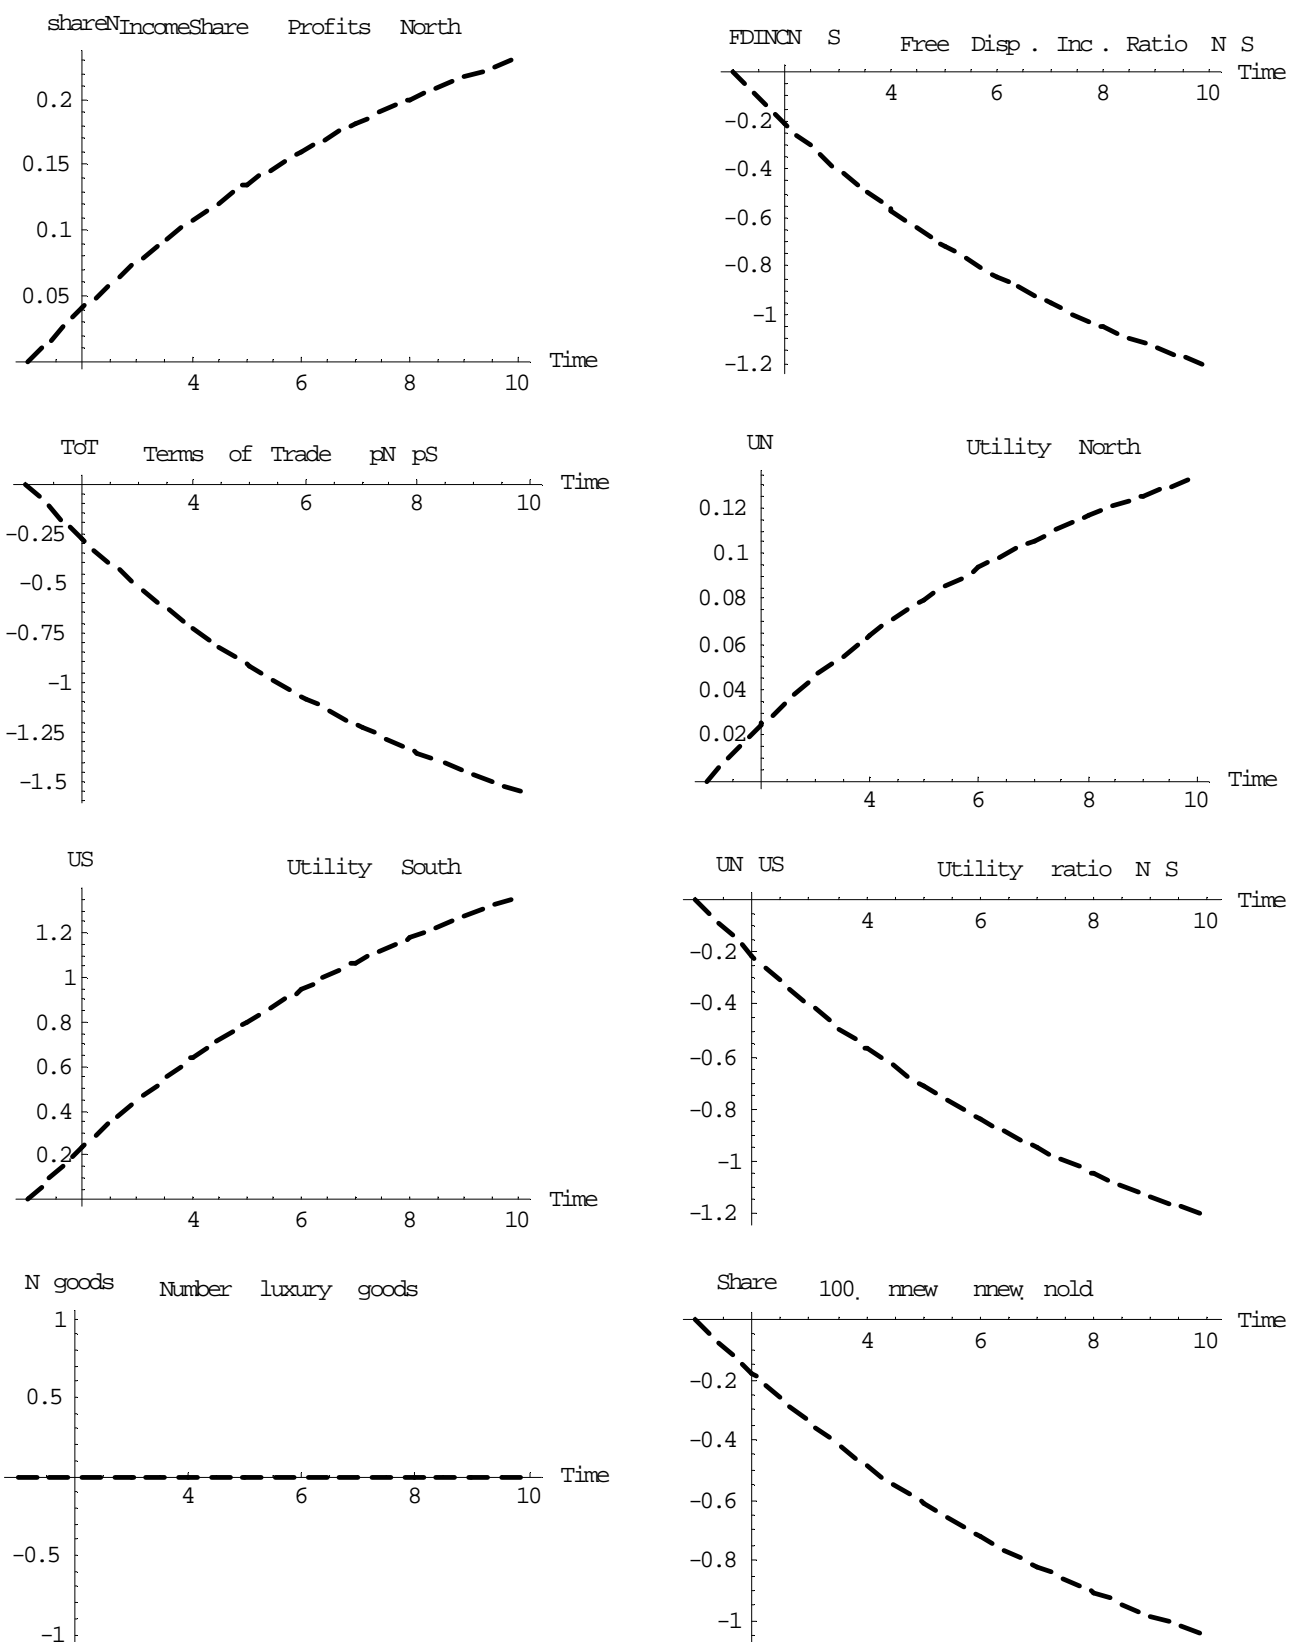 shareN IncomeShare Profits North
0.2
0.15
0.1
0.05
4 6 8 10 Time
FDINCN S Free Disp. Inc. Ratio N S
Time
4 6 8 10
-0.2
-0.4
-0.6
-0.8
-1
-1.2
ToT Terms of Trade pN pS
Time
4 6 8 10
-0.25
-0.5
-0.75
-1
-1.25
-1.5
UN Utility North
0.12
0.1
0.08
0.06
0.04
0.02
4 6 8 10 Time
US Utility South
1.2
1
0.8
0.6
0.4
0.2
4 6 8 10 Time
UN US Utility ratio N S
Time
4 6 8 10
-0.2
-0.4
-0.6
-0.8
-1
-1.2
N goods Number luxury goods
1
0.5
Time
4 6 8 10
-0.5
-1
Share 100. nnew nnew nold
Time
4 6 8 10
-0.2
-0.4
-0.6
-0.8
-1